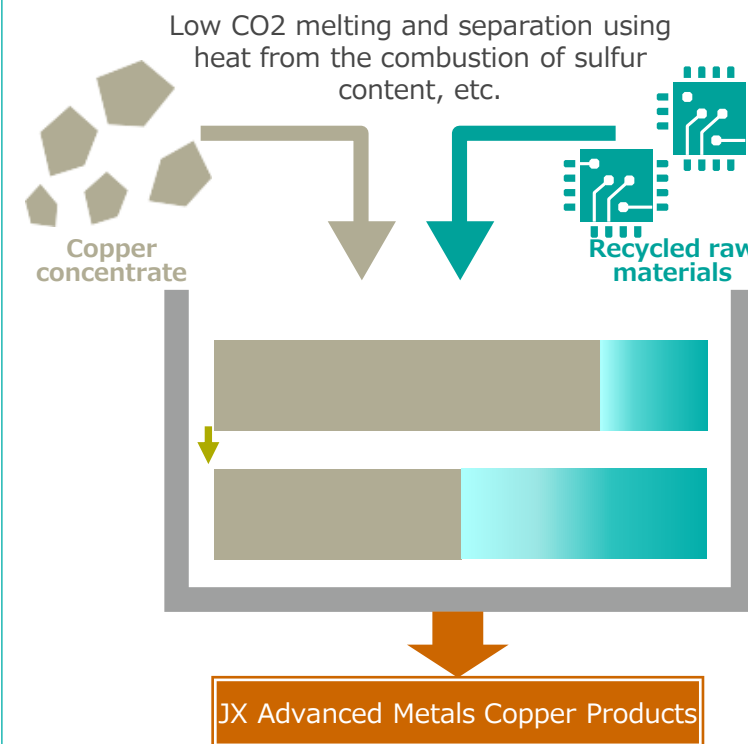 Low CO2 melting and separation using
heat from the combustion of sulfur
content, etc.
Copper
concentrate
Recycled raw
materials
JX Advanced Metals Copper Products